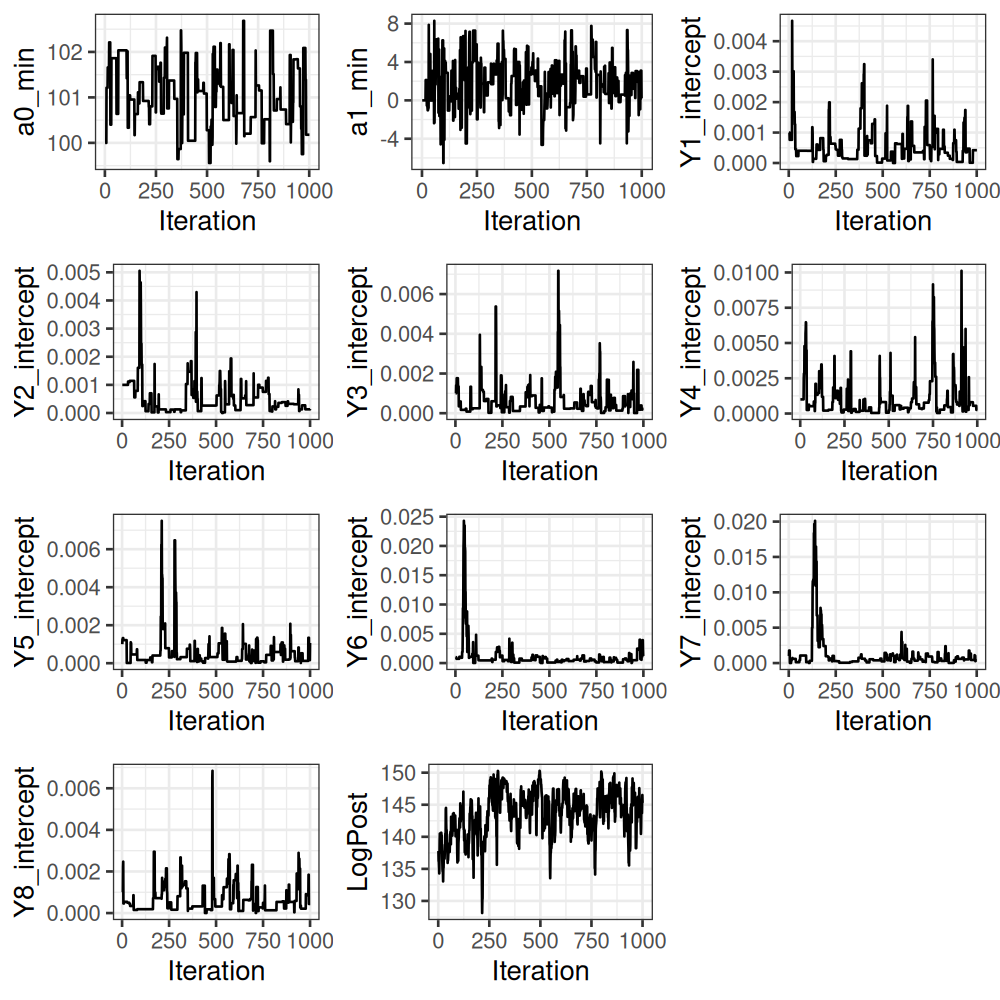 a0_min
102
101
100
0 250 500 750 1000
Iteration
a1_min
8
4
0
-4
0 250 500 750 1000
Iteration
Y1_intercept
0.004
0.003
0.002
0.001
0.000
0 250 500 750 1000
Iteration
Y2_intercept
0.005
0.004
0.003
0.002
0.001
0.000
0 250 500 750 1000
Iteration
Y3_intercept
0.006
0.004
0.002
0.000
0 250 500 750 1000
Iteration
Y4_intercept
0.0100
0.0075
0.0050
0.0025
0.0000
0 250 500 750 1000
Iteration
Y5_intercept
0.006
0.004
0.002
0.000
0 250 500 750 1000
Iteration
Y6_intercept
0.025
0.020
0.015
0.010
0.005
0.000
0 250 500 750 1000
Iteration
Y7_intercept
0.020
0.015
0.010
0.005
0.000
0 250 500 750 1000
Iteration
Y8_intercept
0.006
0.004
0.002
0.000
0 250 500 750 1000
Iteration
LogPost
150
145
140
135
130
0 250 500 750 1000
Iteration